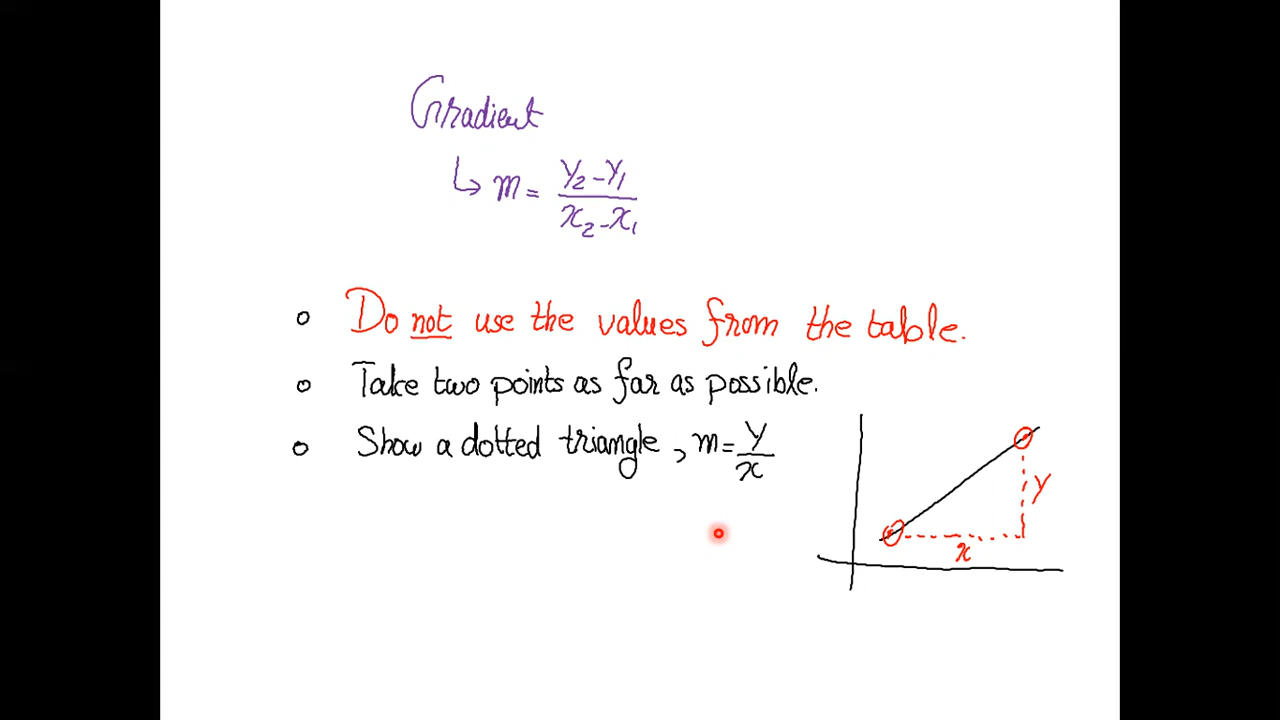 Gradient
↳ m = (y₂ - y₁) / (x₂ - x₁)
o Do not use the values from the table.
o Take two points as far as possible.
o Show a dotted triangle, m = y / x
y
x